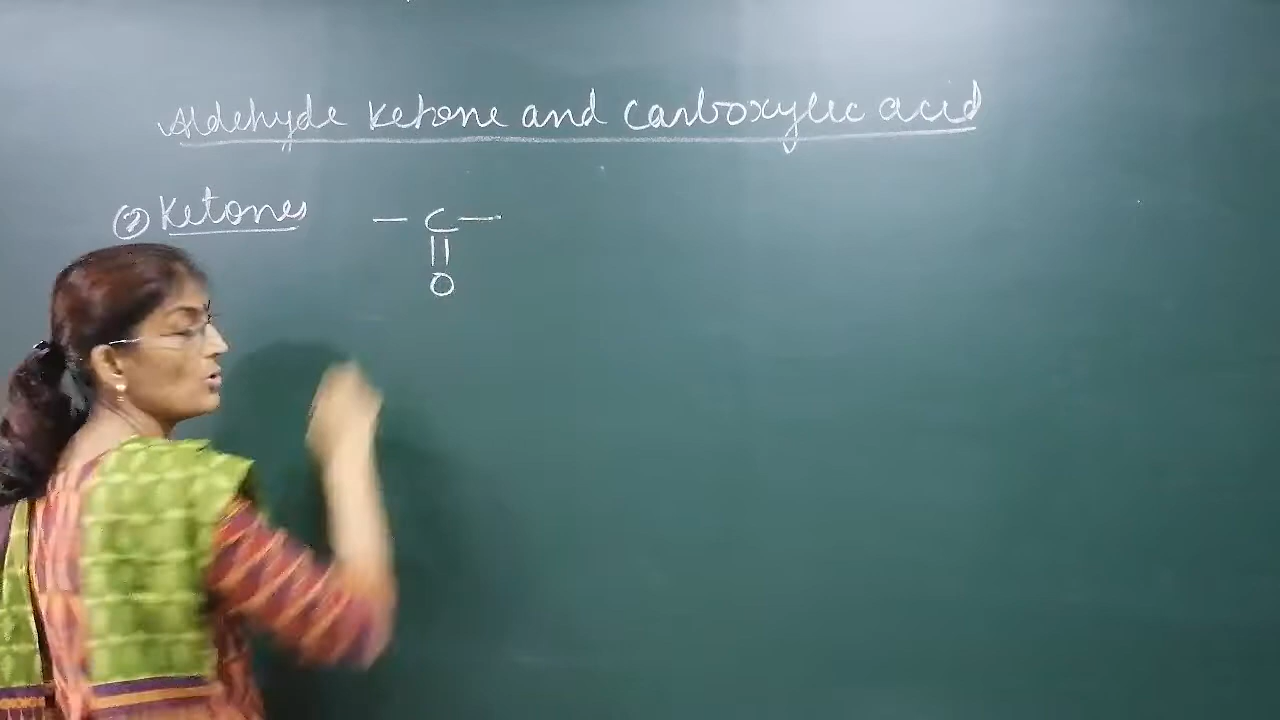 Aldehyde Ketone and carboxylic acid
② Ketones — C —
||
O